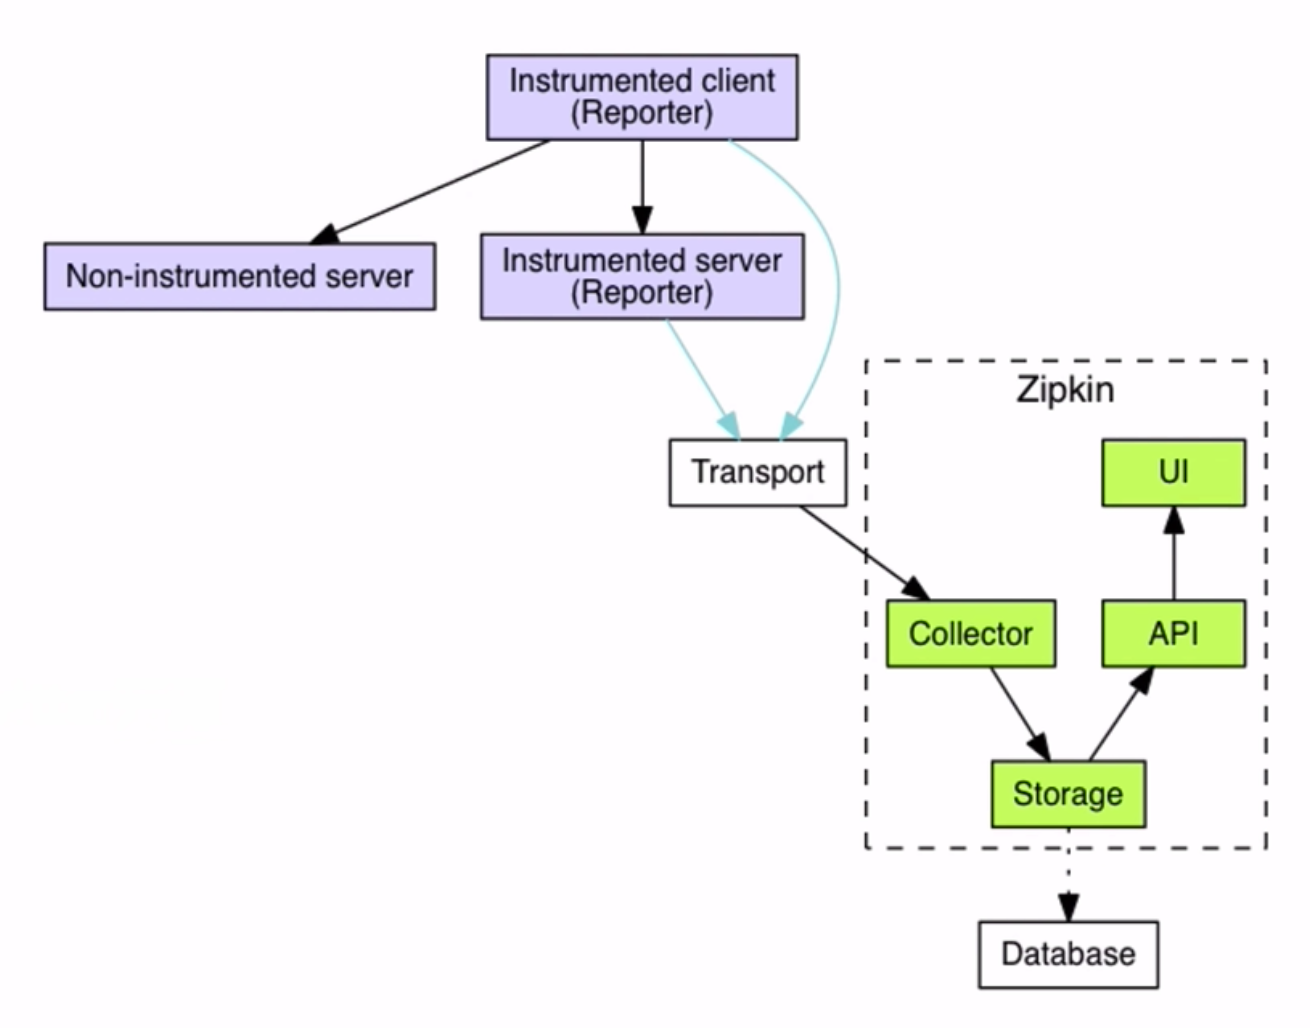 Instrumented client
(Reporter)
Non-instrumented server
Instrumented server
(Reporter)
Zipkin
Transport
UI
Collector
API
Storage
Database